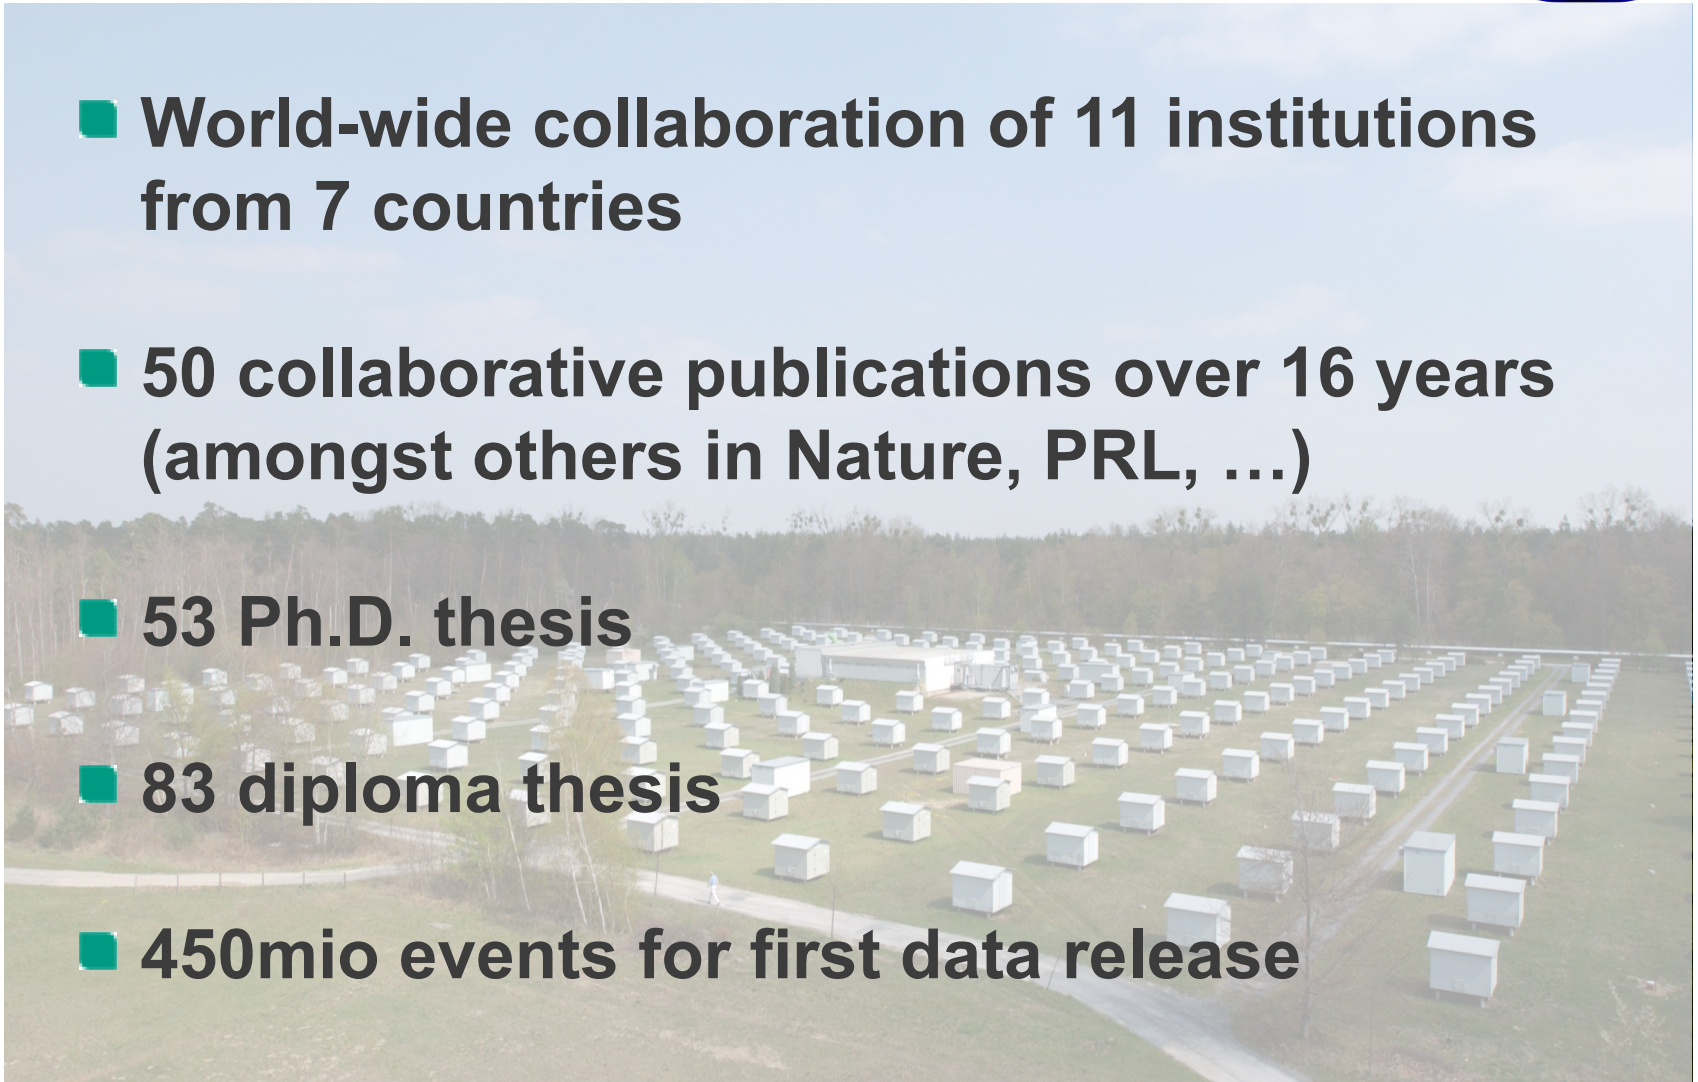 World-wide collaboration of 11 institutions
from 7 countries
50 collaborative publications over 16 years
(amongst others in Nature, PRL, …)
53 Ph.D. thesis
83 diploma thesis
450mio events for first data release